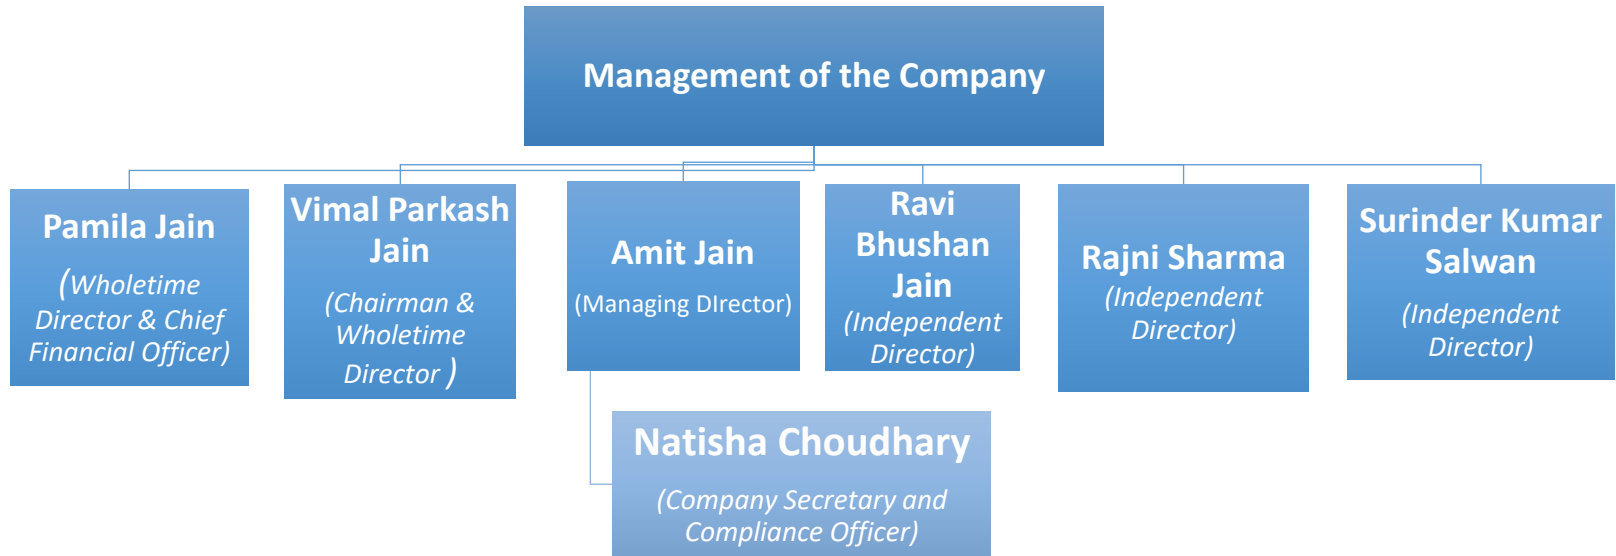 Management of the Company
Pamila Jain
(Wholetime
Director & Chief
Financial Officer)
Vimal Parkash
Jain
(Chairman &
Wholetime
Director )
Amit Jain
(Managing DIrector)
Ravi
Bhushan
Jain
(Independent
Director)
Rajni Sharma
(Independent
Director)
Surinder Kumar
Salwan
(Independent
Director)
Natisha Choudhary
(Company Secretary and
Compliance Officer)